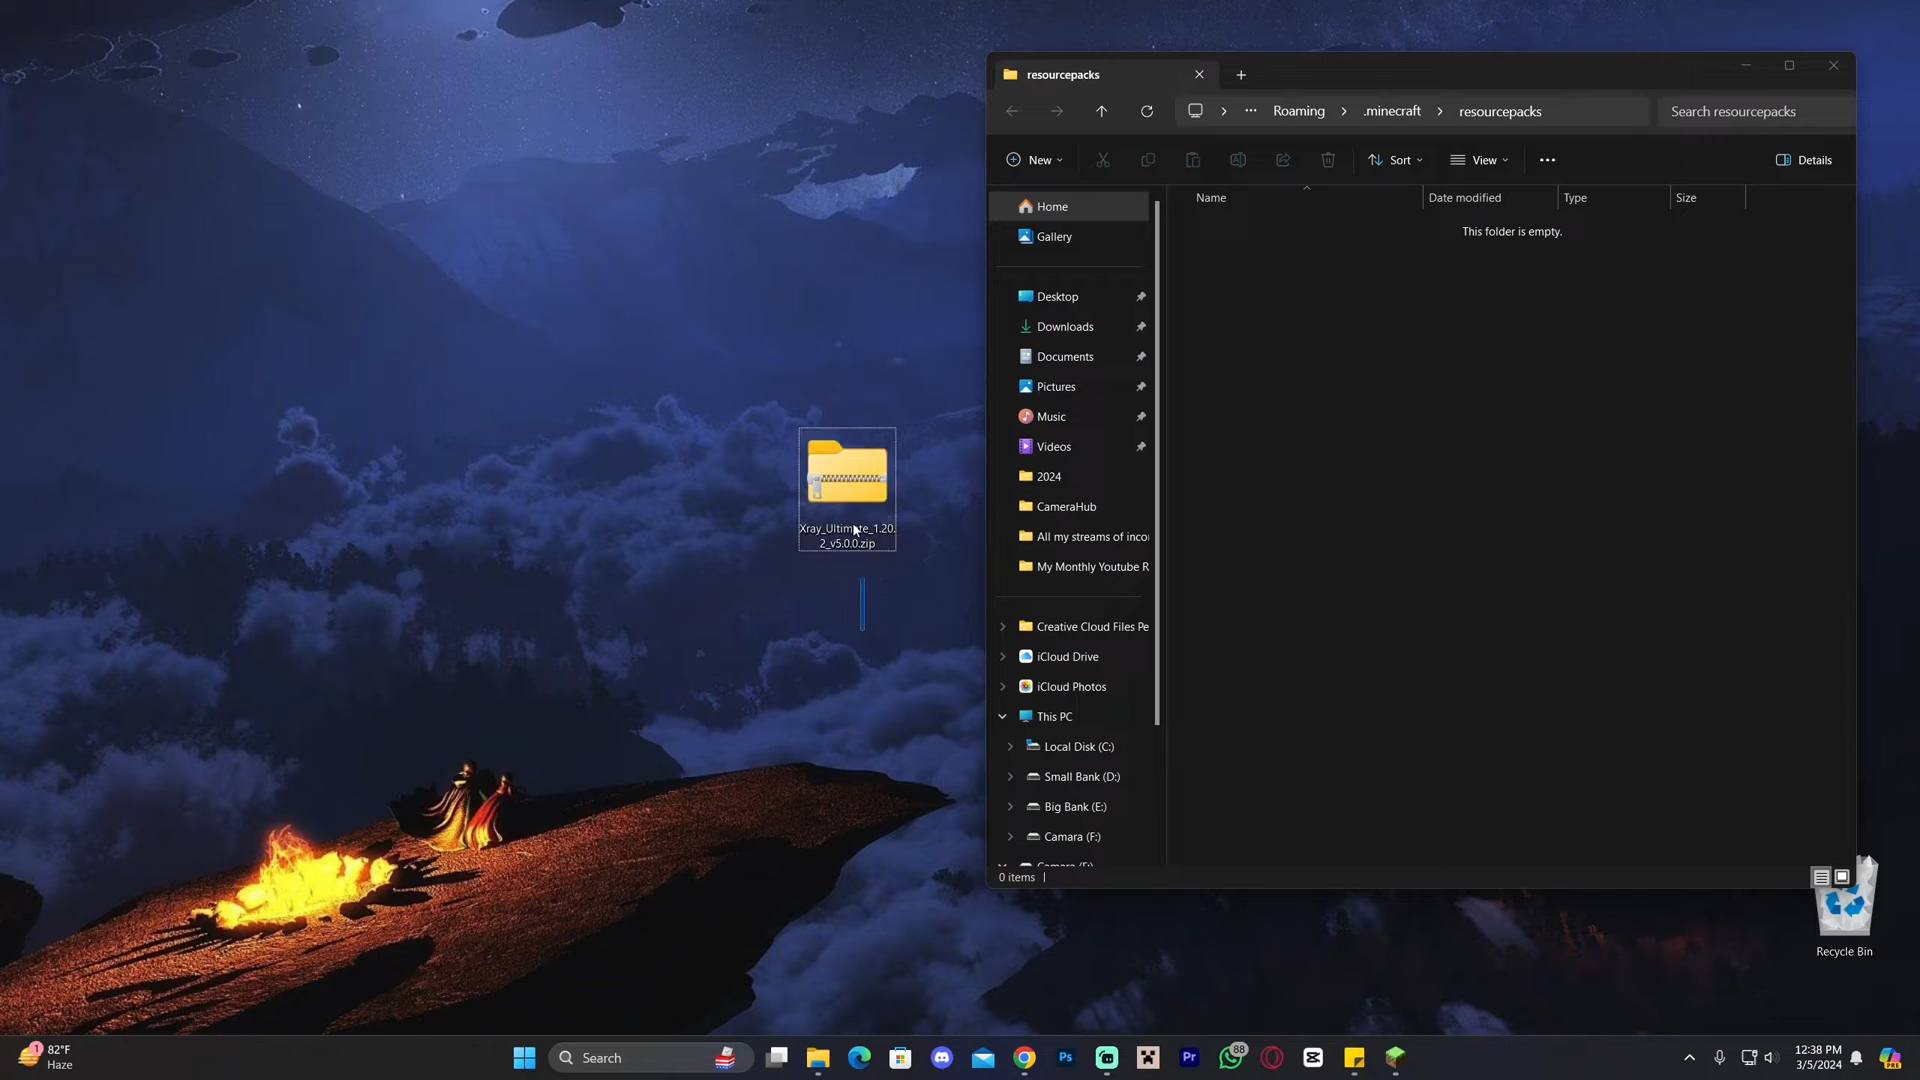 resourcepacks
Roaming
.minecraft
resourcepacks
Search resourcepacks
New
Sort
View
Details
Name
Date modified
Type
Size
This folder is empty.
Home
Gallery
Desktop
Downloads
Documents
Pictures
Music
Videos
2024
CameraHub
All my streams of inco
My Monthly Youtube R
Creative Cloud Files Pe
iCloud Drive
iCloud Photos
This PC
Local Disk (C:)
Small Bank (D:)
Big Bank (E:)
Camara (F:)
0 items
Xray_Ultimate_1.20.
2_v5.0.0.zip
Recycle Bin
1
82°F
Haze
Search
Ps
Pr
88
12:38 PM
3/5/2024
PRE